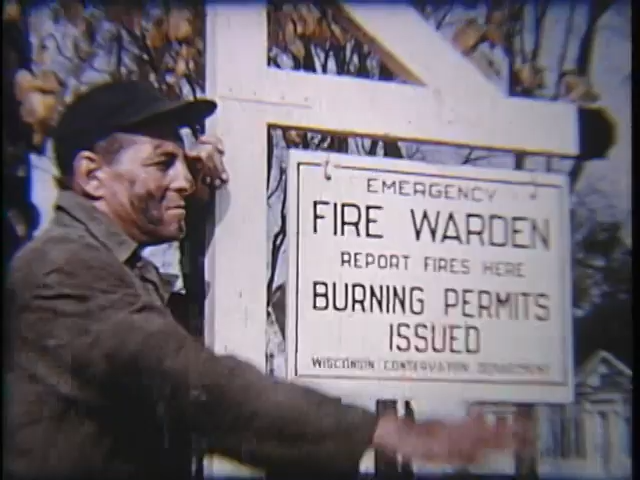 EMERGENCY
FIRE WARDEN
REPORT FIRES HERE
BURNING PERMITS
ISSUED
WISCONSIN CONSERVATION DEPARTMENT